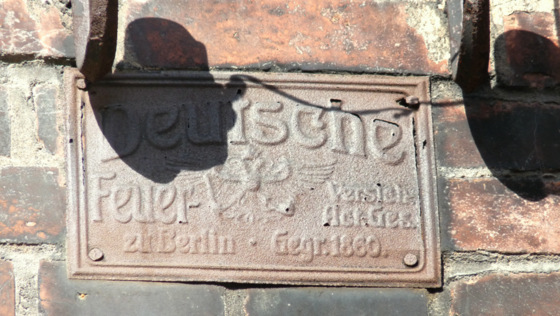 Deutsche
Feuer Versich.
Act. Ges.
zu Berlin · Gegr. 1860.